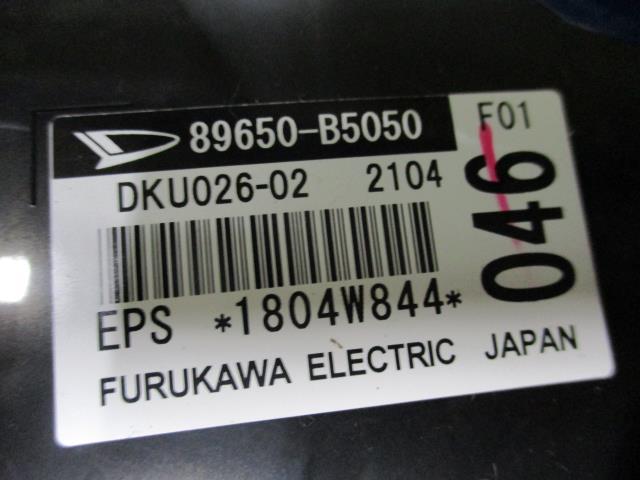 89650-B5050
F01
DKU026-02 2104
046
EPS *1804W844*
FURUKAWA ELECTRIC JAPAN